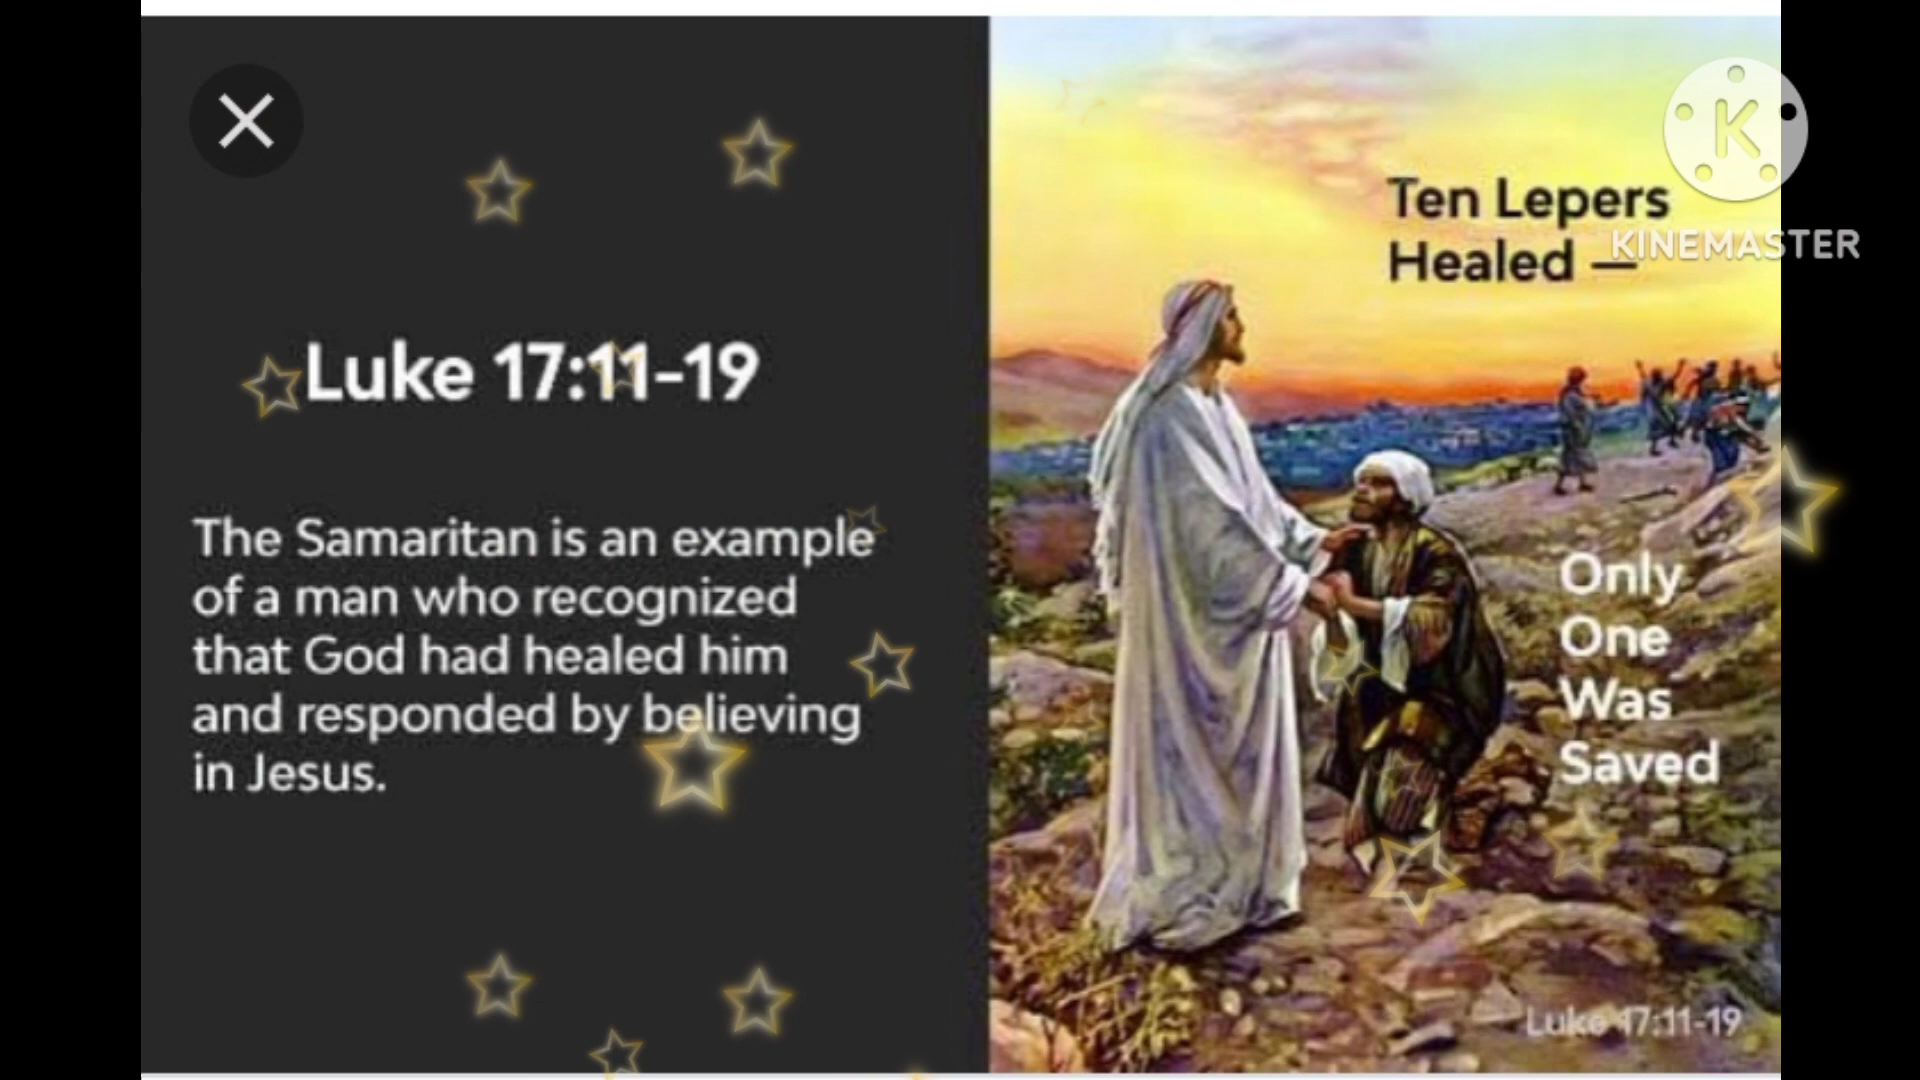 Luke 17:11-19
The Samaritan is an example
of a man who recognized
that God had healed him
and responded by believing
in Jesus.
Ten Lepers
Healed —
K
KINEMASTER
Only
One
Was
Saved
Luke 17:11-19